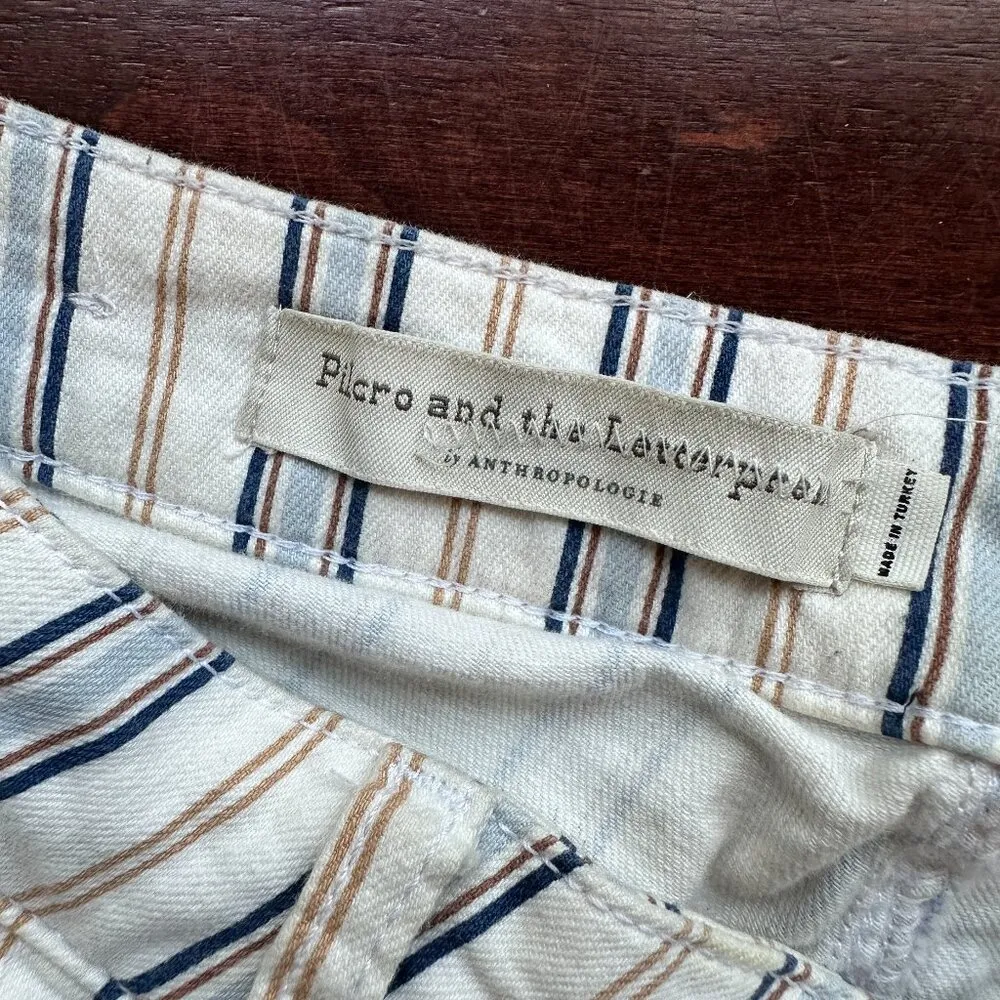 Pilcro and the Letterpress
by ANTHROPOLOGIE
MADE IN TURKEY